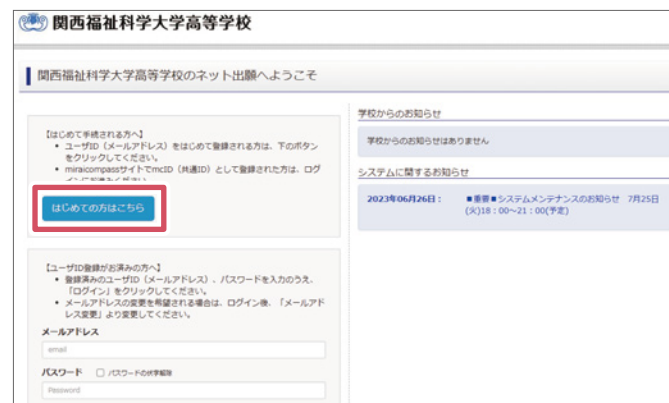 関西福祉科学大学高等学校
関西福祉科学大学高等学校のネット出願へようこそ
【はじめて手続される方へ】
• ユーザID（メールアドレス）をはじめて登録される方は、下のボタン
をクリックしてください。
• miraicompassサイトでmcID（共通ID）として登録された方は、ログ
インにお進みください。
はじめての方はこちら
【ユーザID登録がお済みの方へ】
• 登録済みのユーザID（メールアドレス）、パスワードを入力のうえ、
「ログイン」をクリックしてください。
• メールアドレスの変更を希望される場合は、ログイン後、「メールアド
レス変更」より変更してください。
メールアドレス
email
パスワード パスワードの伏字解除
Password
学校からのお知らせ
学校からのお知らせはありません
システムに関するお知らせ
2023年06月26日： ■重要■システムメンテナンスのお知らせ 7月25日
(火)18：00～21：00(予定)